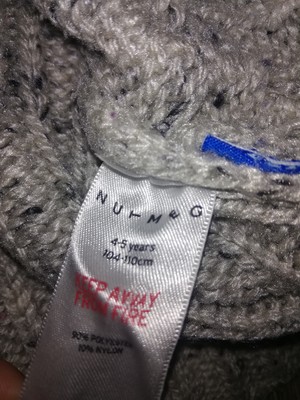 NUTMEG
4-5 years
104-110cm
KEEP AWAY
FROM FIRE
90% POLYESTER
10% NYLON